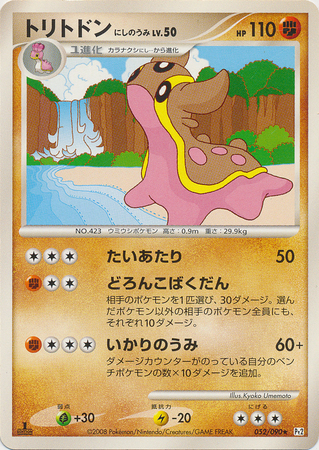 トリトドン にしのうみ LV.50 HP 110
1進化 カラナクシにしから進化
NO.423 ウミウシポケモン 高さ:0.9m 重さ:29.9kg
たいあたり 50
どろんこばくだん
相手のポケモンを1匹選び、30ダメージ。選ん
だポケモン以外の相手のポケモン全員にも、
それぞれ10ダメージ。
いかりのうみ 60+
ダメージカウンターがのっている自分のベン
チポケモンの数×10ダメージを追加。
弱点 +30 抵抗力 -20 にげる
Illus.Kyoko Umemoto
©2008 Pokémon/Nintendo/Creatures/GAME FREAK.
052/090★ Pt2